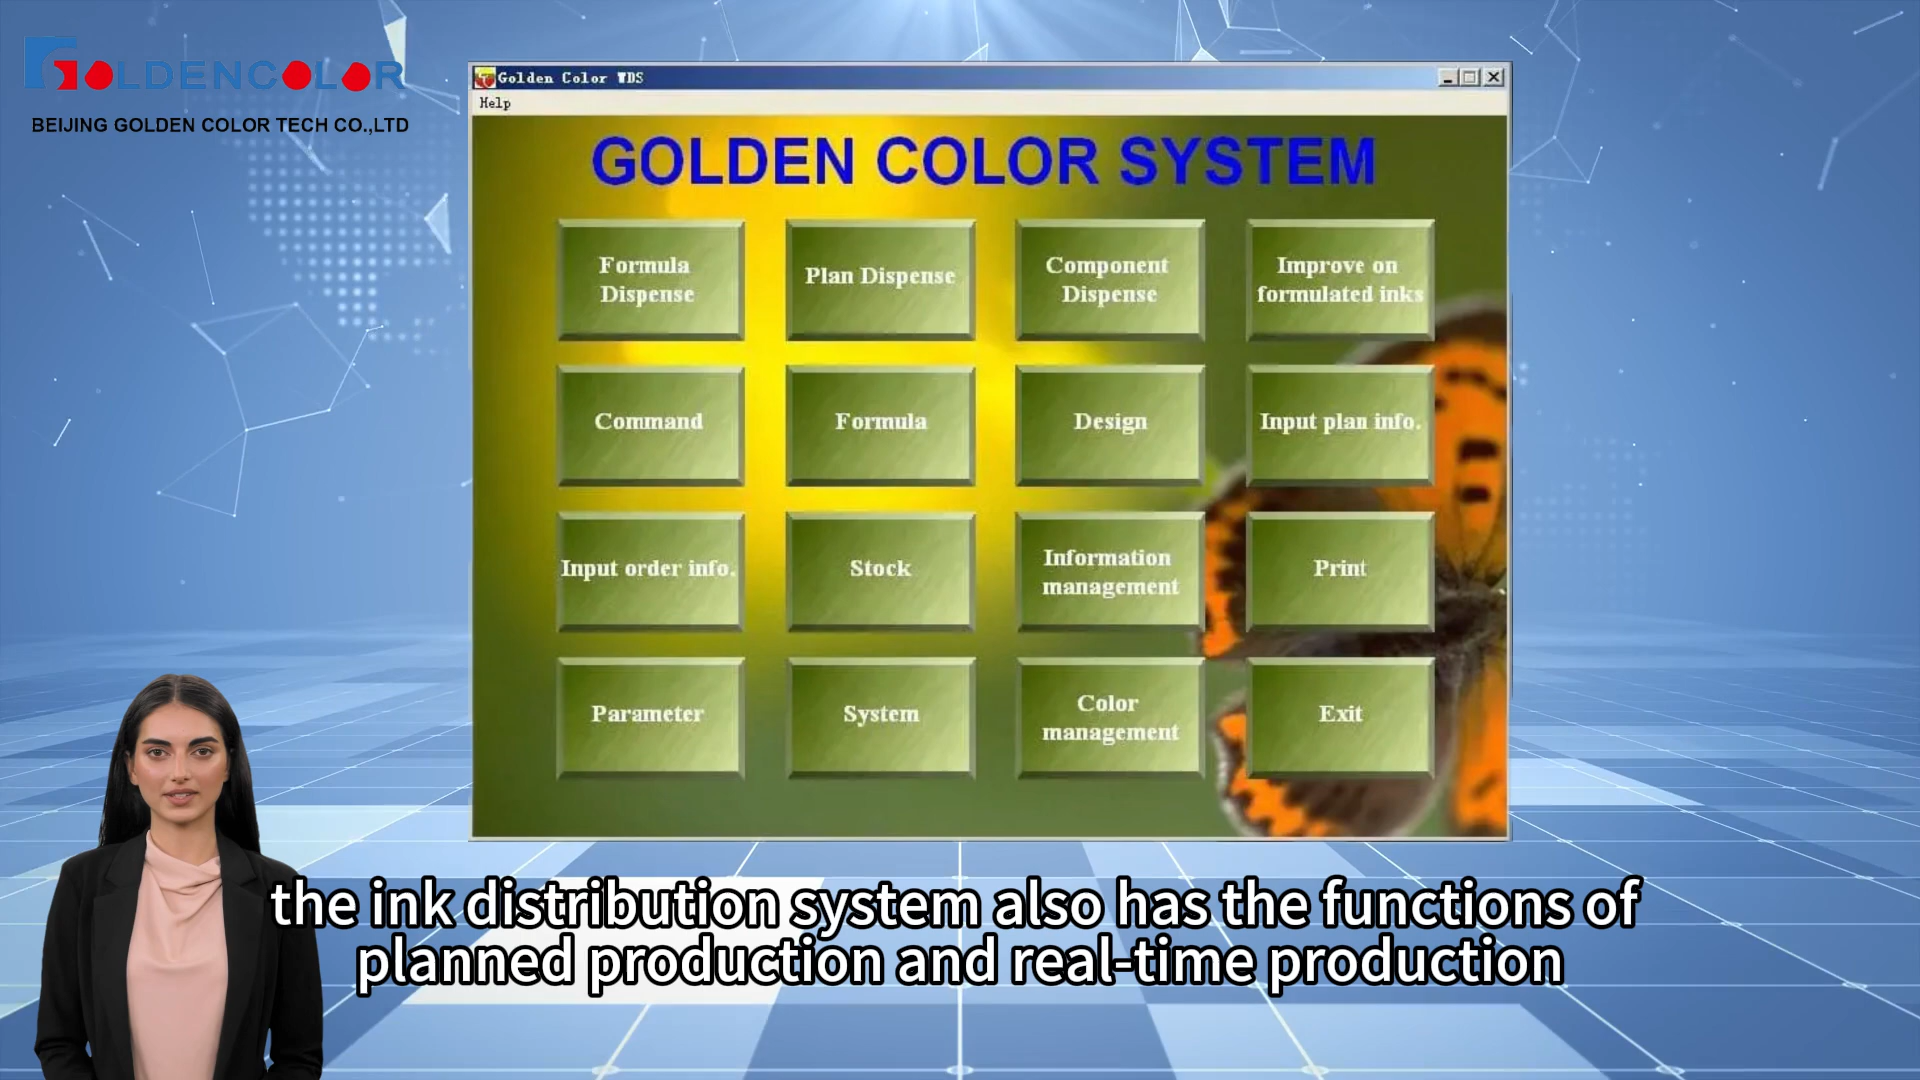 GOLDENCOLOR
BEIJING GOLDEN COLOR TECH CO.,LTD
Golden Color WDS
Help
GOLDEN COLOR SYSTEM
Formula
Dispense
Plan Dispense
Component
Dispense
Improve on
formulated inks
Command
Formula
Design
Input plan info.
Input order info.
Stock
Information
management
Print
Parameter
System
Color
management
Exit
the ink distribution system also has the functions of
planned production and real-time production